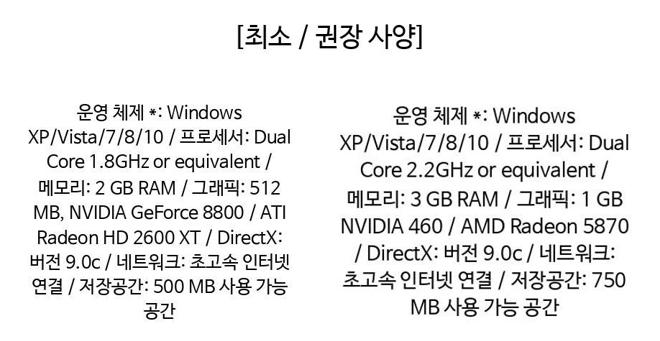 [최소 / 권장 사양]
운영 체제 *: Windows
XP/Vista/7/8/10 / 프로세서: Dual
Core 1.8GHz or equivalent /
메모리: 2 GB RAM / 그래픽: 512
MB, NVIDIA GeForce 8800 / ATI
Radeon HD 2600 XT / DirectX:
버전 9.0c / 네트워크: 초고속 인터넷
연결 / 저장공간: 500 MB 사용 가능
공간
운영 체제 *: Windows
XP/Vista/7/8/10 / 프로세서: Dual
Core 2.2GHz or equivalent /
메모리: 3 GB RAM / 그래픽: 1 GB
NVIDIA 460 / AMD Radeon 5870
/ DirectX: 버전 9.0c / 네트워크:
초고속 인터넷 연결 / 저장공간: 750
MB 사용 가능 공간